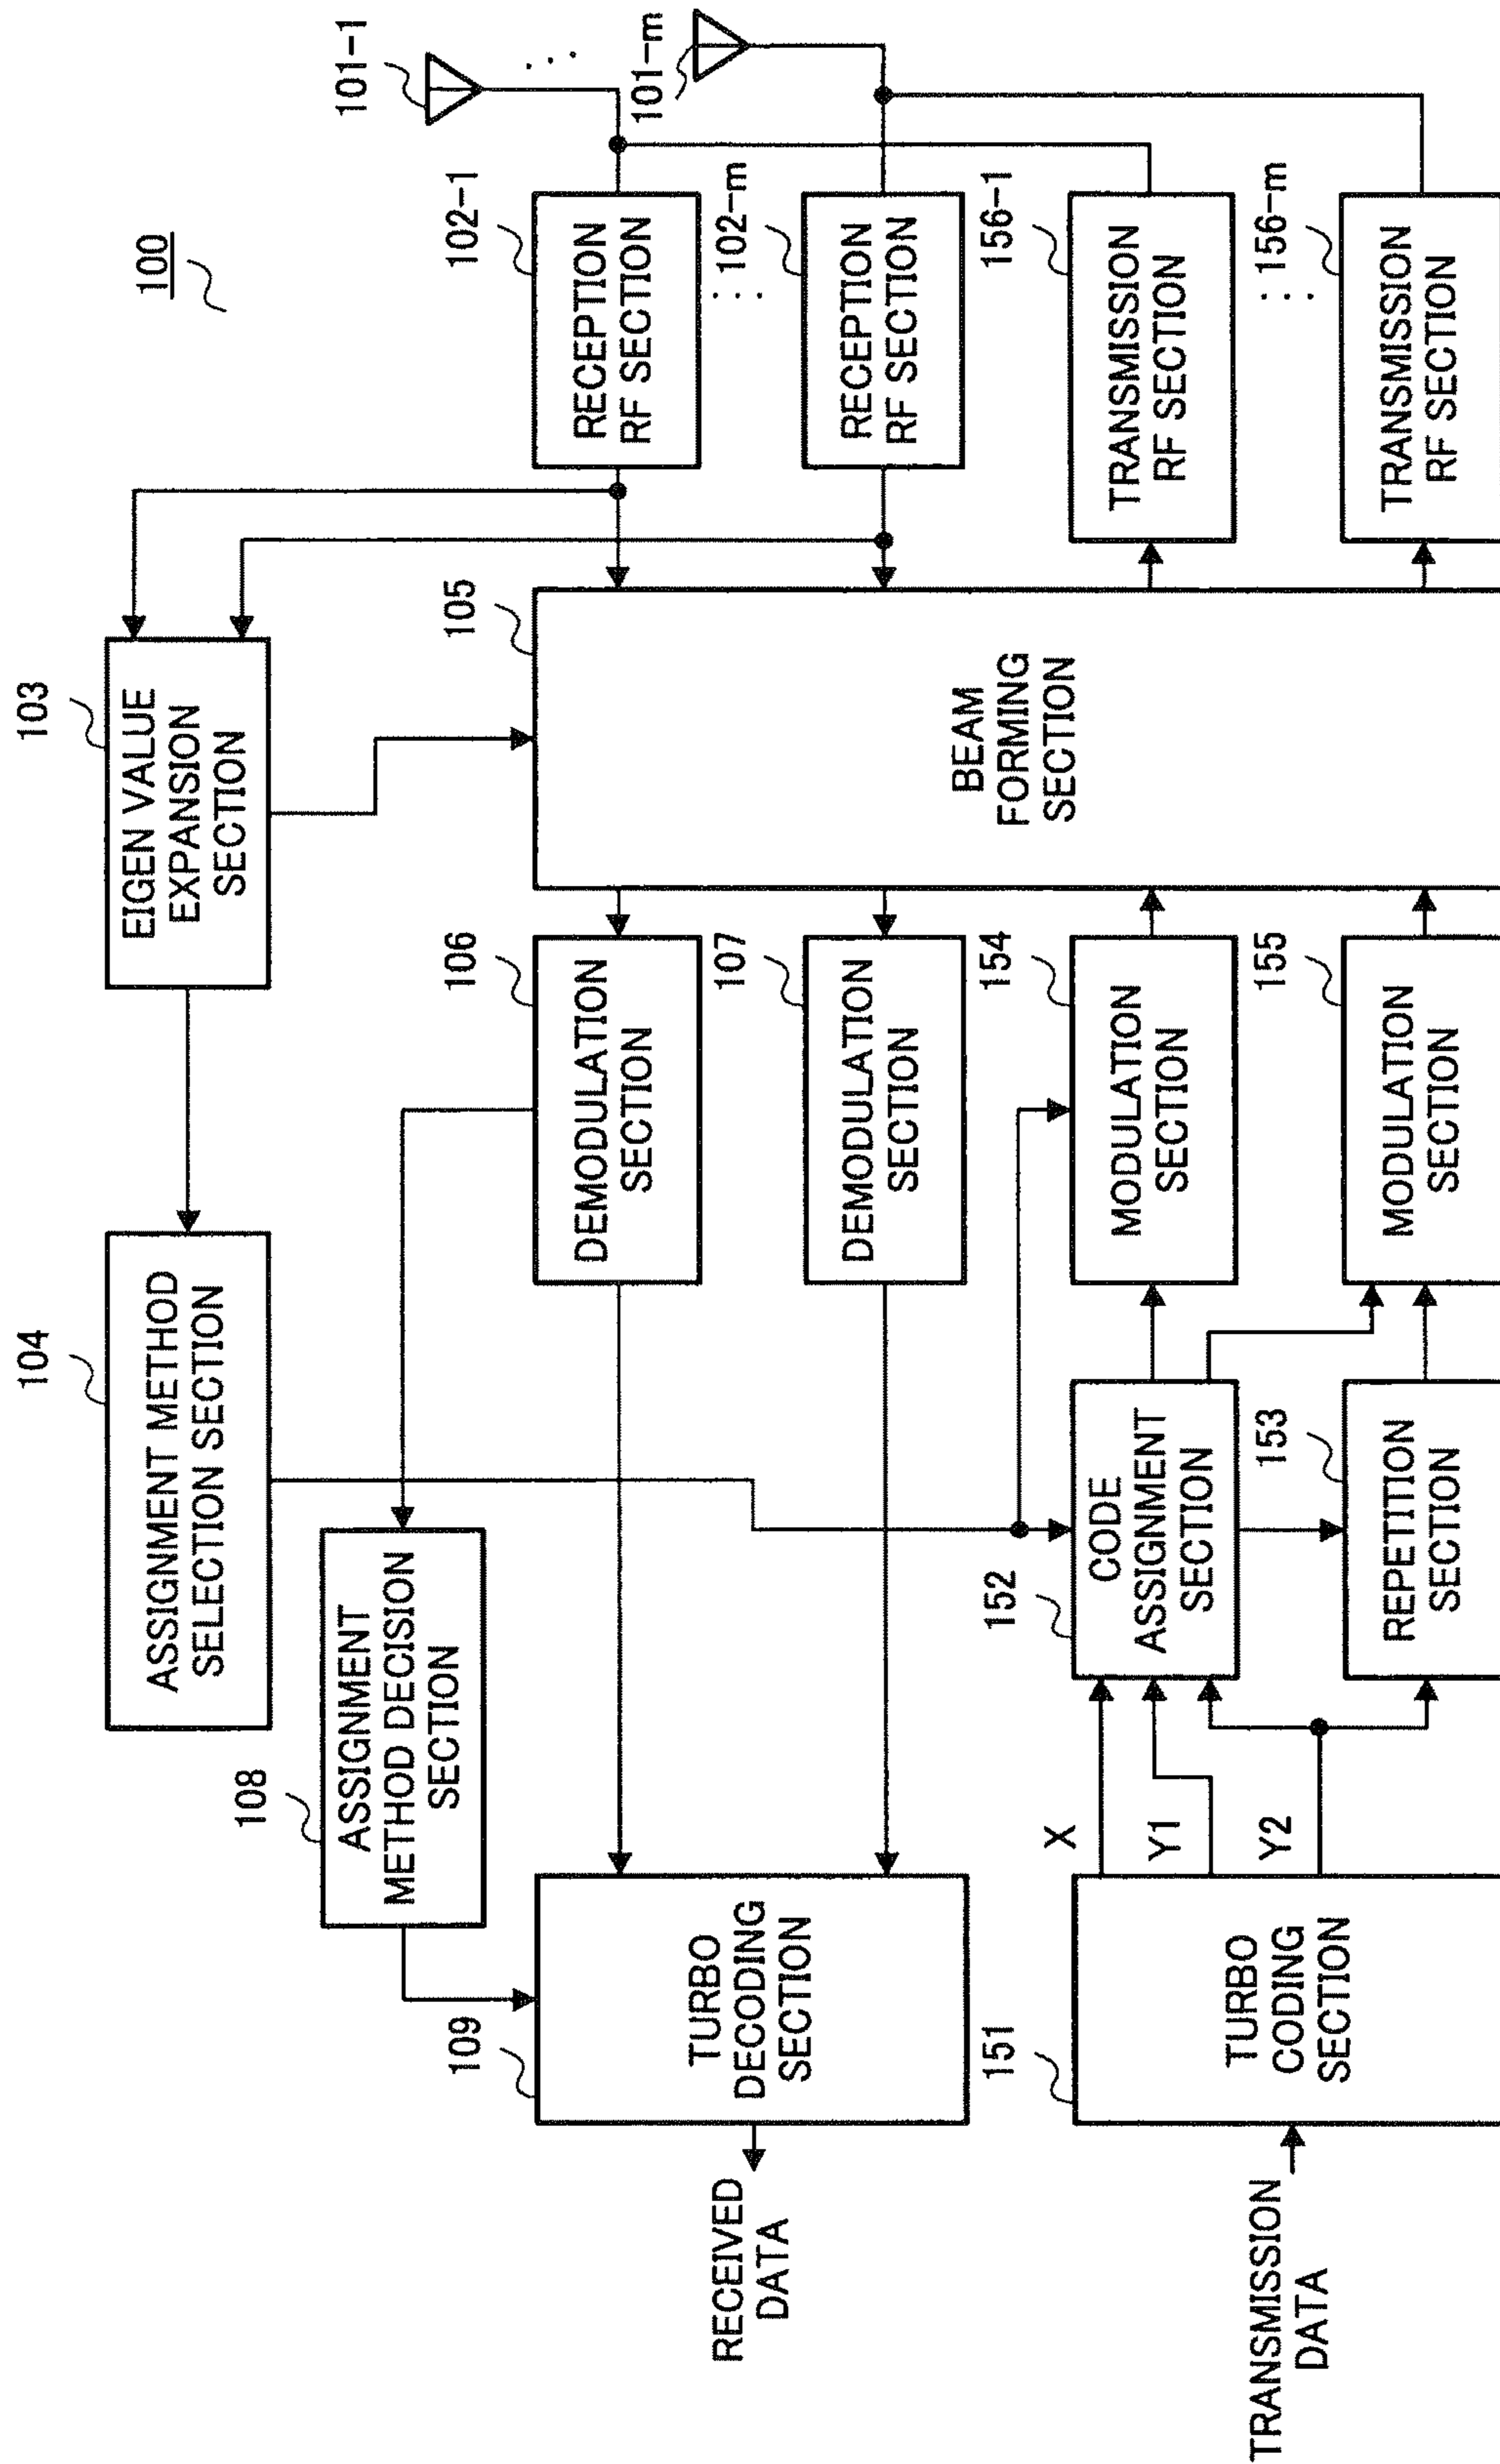 100
101-1
101-m
103
EIGEN VALUE
EXPANSION
SECTION
104
ASSIGNMENT METHOD
SELECTION SECTION
108
ASSIGNMENT
METHOD DECISION
SECTION
102-1
RECEPTION
RF SECTION
102-m
RECEPTION
RF SECTION
105
BEAM
FORMING
SECTION
106
DEMODULATION
SECTION
107
DEMODULATION
SECTION
109
TURBO
DECODING
SECTION
RECEIVED
DATA
156-1
TRANSMISSION
RF SECTION
156-m
TRANSMISSION
RF SECTION
154
MODULATION
SECTION
155
MODULATION
SECTION
152
CODE
ASSIGNMENT
SECTION
153
REPETITION
SECTION
X
Y1
Y2
151
TURBO
CODING
SECTION
TRANSMISSION
DATA